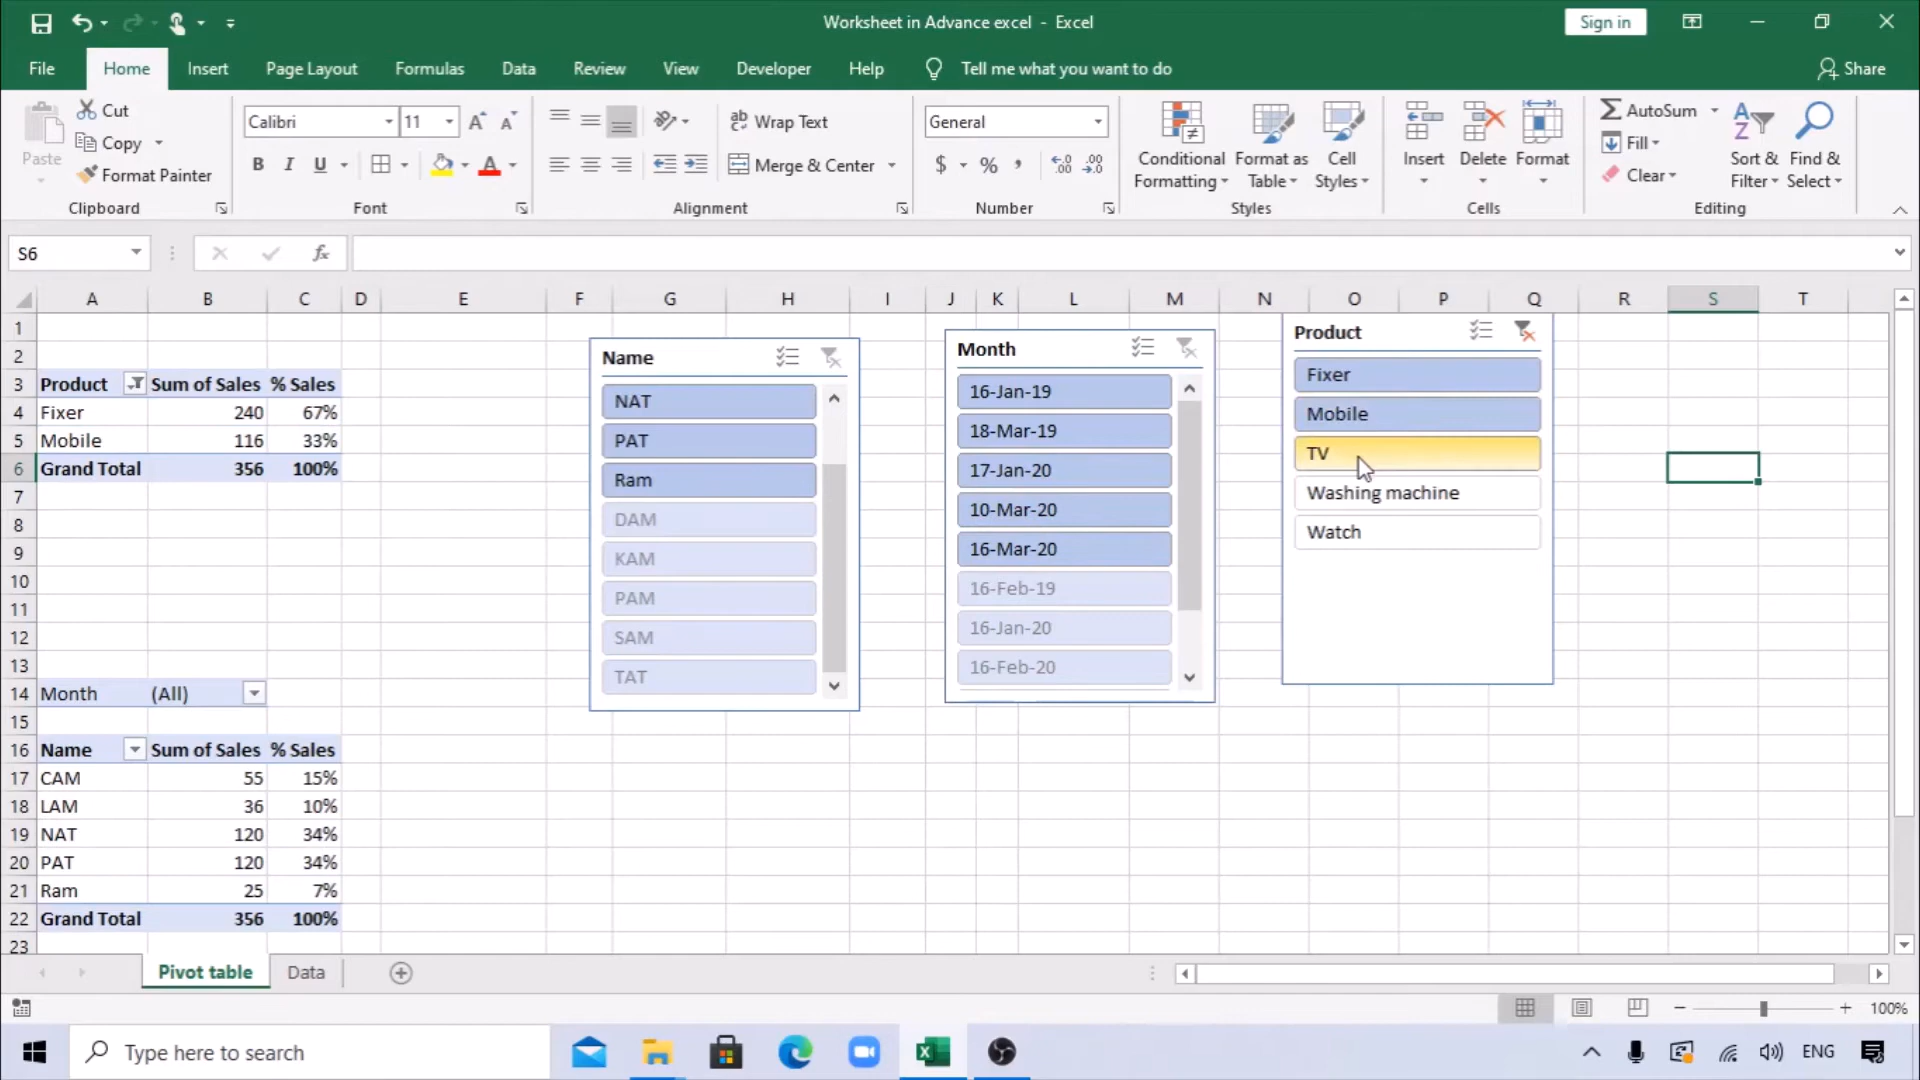 Worksheet in Advance excel - Excel
Sign in
File Home Insert Page Layout Formulas Data Review View Developer Help Tell me what you want to do Share
Paste
Cut
Copy
Format Painter
Clipboard
Calibri 11 A A
B I U A
Font
ab Wrap Text
Merge & Center
Alignment
General
$ % ,
Number
Conditional Formatting
Format as Table
Cell Styles
Styles
Insert Delete Format
Cells
AutoSum
Fill
Clear
Sort & Filter
Find & Select
Editing
S6 fx
A B C D E F G H I J K L M N O P Q R S T
1
2
3 Product Sum of Sales % Sales
4 Fixer 240 67%
5 Mobile 116 33%
6 Grand Total 356 100%
7
8
9
10
11
12
13
14 Month (All)
15
16 Name Sum of Sales % Sales
17 CAM 55 15%
18 LAM 36 10%
19 NAT 120 34%
20 PAT 120 34%
21 Ram 25 7%
22 Grand Total 356 100%
23
Name
NAT
PAT
Ram
DAM
KAM
PAM
SAM
TAT
Month
16-Jan-19
18-Mar-19
17-Jan-20
10-Mar-20
16-Mar-20
16-Feb-19
16-Jan-20
16-Feb-20
Product
Fixer
Mobile
TV
Washing machine
Watch
Pivot table Data
100%
Type here to search
ENG